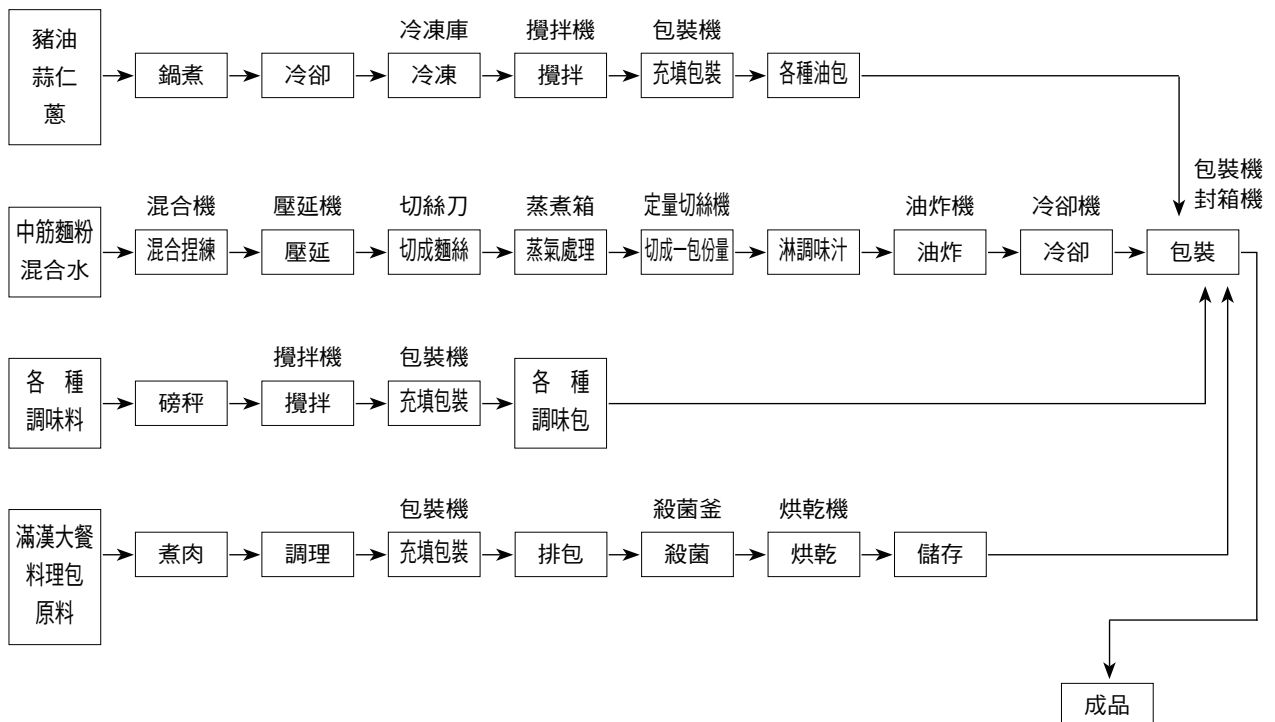 豬油
蒜仁
蔥
鍋煮
冷卻
冷凍庫
冷凍
攪拌機
攪拌
包裝機
充填包裝
各種油包
包裝機
封箱機
中筋麵粉
混合水
混合機
混合捏練
壓延機
壓延
切絲刀
切成麵絲
蒸煮箱
蒸氣處理
定量切絲機
切成一包份量
淋調味汁
油炸機
油炸
冷卻機
冷卻
包裝
各 種
調味料
磅秤
攪拌機
攪拌
包裝機
充填包裝
各 種
調味包
滿漢大餐
料理包
原料
煮肉
調理
包裝機
充填包裝
排包
殺菌釜
殺菌
烘乾機
烘乾
儲存
成品